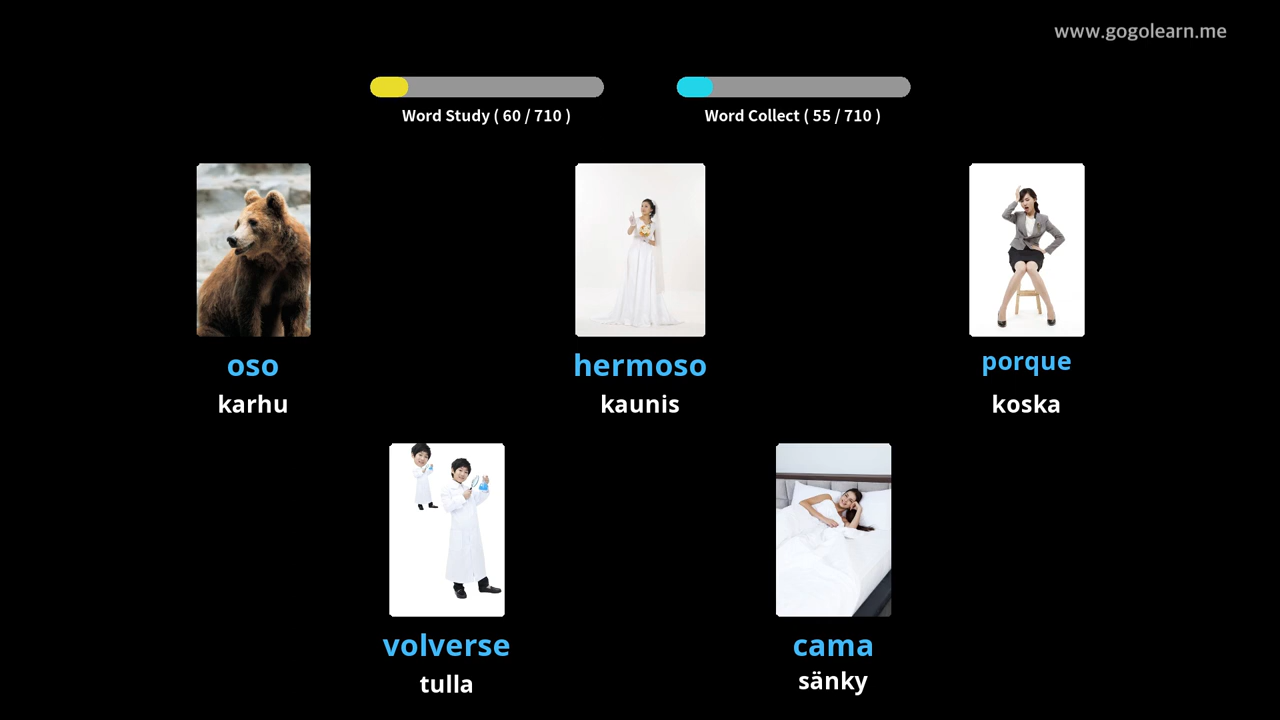 www.gogolearn.me
Word Study ( 60 / 710 )
Word Collect ( 55 / 710 )
oso
karhu
hermoso
kaunis
porque
koska
volverse
tulla
cama
sänky